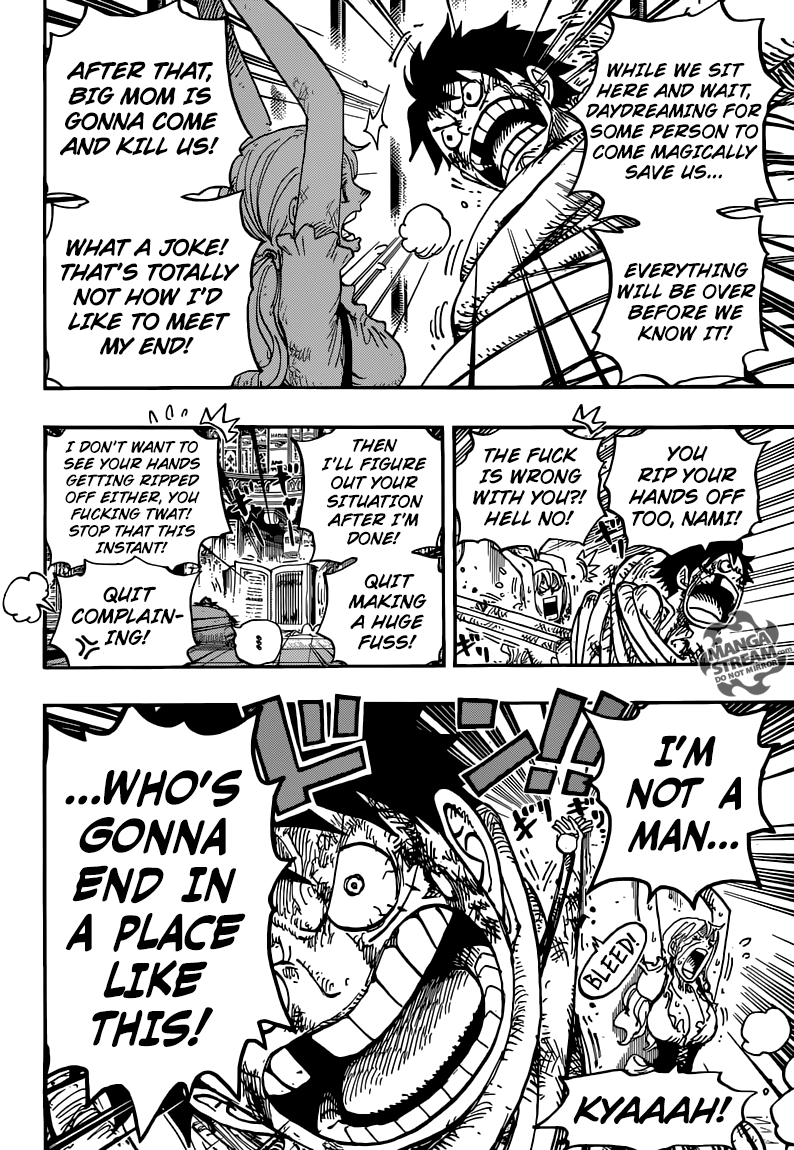 WHILE WE SIT
HERE AND WAIT,
DAYDREAMING FOR
SOME PERSON TO
COME MAGICALLY
SAVE US...
EVERYTHING
WILL BE OVER
BEFORE WE
KNOW IT!
AFTER THAT,
BIG MOM IS
GONNA COME
AND KILL US!
WHAT A JOKE!
THAT'S TOTALLY
NOT HOW I'D
LIKE TO MEET
MY END!
YOU
RIP YOUR
HANDS OFF
TOO, NAMI!
THE FUCK
IS WRONG
WITH YOU?!
HELL NO!
THEN
I'LL FIGURE
OUT YOUR
SITUATION
AFTER I'M
DONE!
QUIT
MAKING
A HUGE
FUSS!
I DON'T WANT TO
SEE YOUR HANDS
GETTING RIPPED
OFF EITHER, YOU
FUCKING TWAT!
STOP THAT THIS
INSTANT!
QUIT
COMPLAIN-
ING!
MANGA
STREAM.com
DO NOT MIRROR
I'M
NOT A
MAN...
BLEED!
KYAAAH!
...WHO'S
GONNA
END IN
A PLACE
LIKE
THIS!
ドン!!